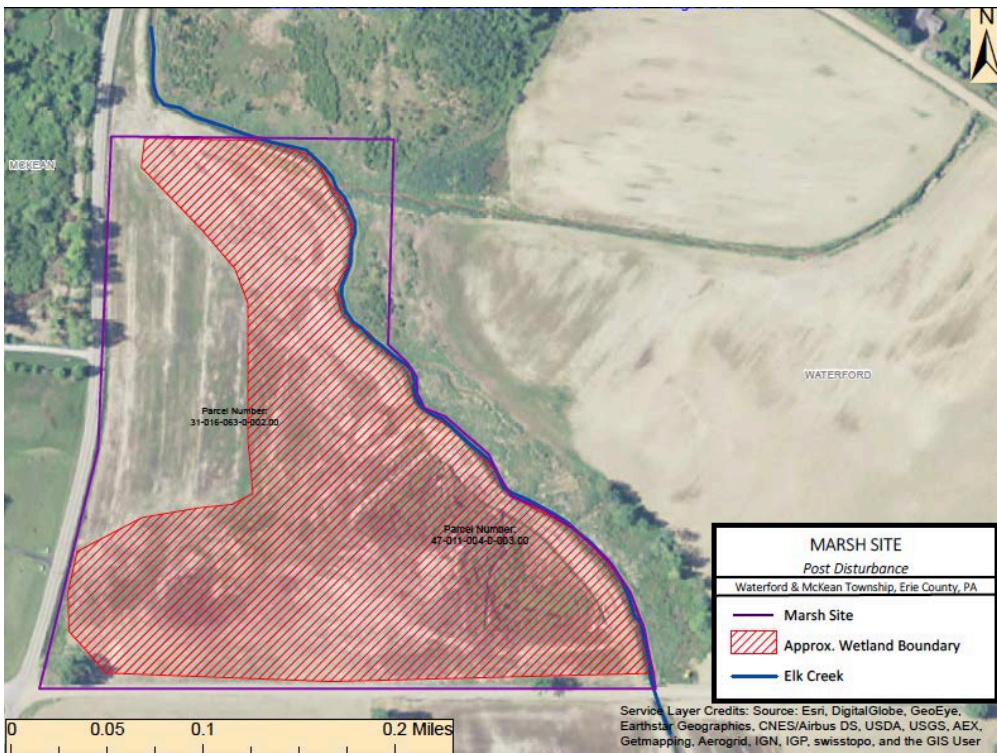 N
MCKEAN
Parcel Number:
31-016-063-0-002.00
WATERFORD
Parcel Number:
47-011-004-0-003.00
MARSH SITE
Post Disturbance
Waterford & McKean Township, Erie County, PA
Marsh Site
Approx. Wetland Boundary
Elk Creek
0 0.05 0.1 0.2 Miles
Service Layer Credits: Source: Esri, DigitalGlobe, GeoEye,
Earthstar Geographics, CNES/Airbus DS, USDA, USGS, AEX,
Getmapping, Aerogrid, IGN, IGP, swisstopo, and the GIS User